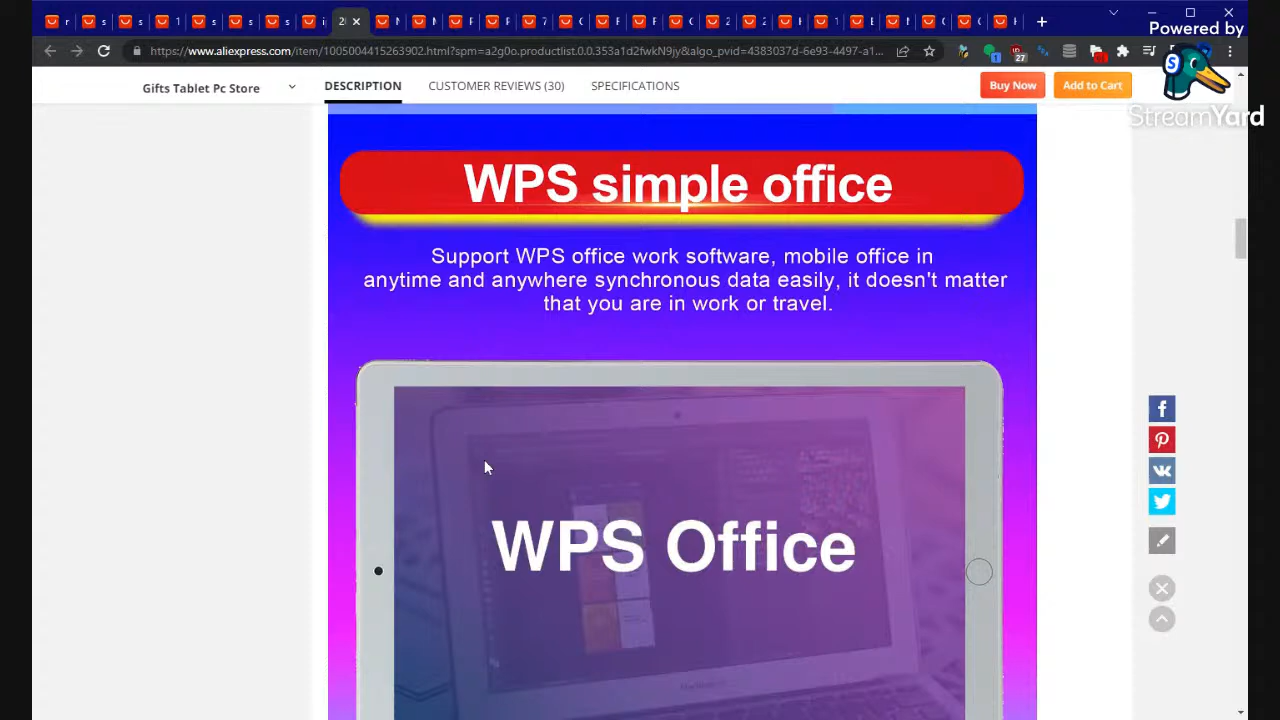 Powered by
StreamYard
https://www.aliexpress.com/item/1005004415263902.html?spm=a2g0o.productlist.0.0.353a1d2fwkN9jy&algo_pvid=4383037d-6e93-4497-a1...
27
Gifts Tablet Pc Store
DESCRIPTION
CUSTOMER REVIEWS (30)
SPECIFICATIONS
Buy Now
Add to Cart
WPS simple office
Support WPS office work software, mobile office in
anytime and anywhere synchronous data easily, it doesn't matter
that you are in work or travel.
WPS Office